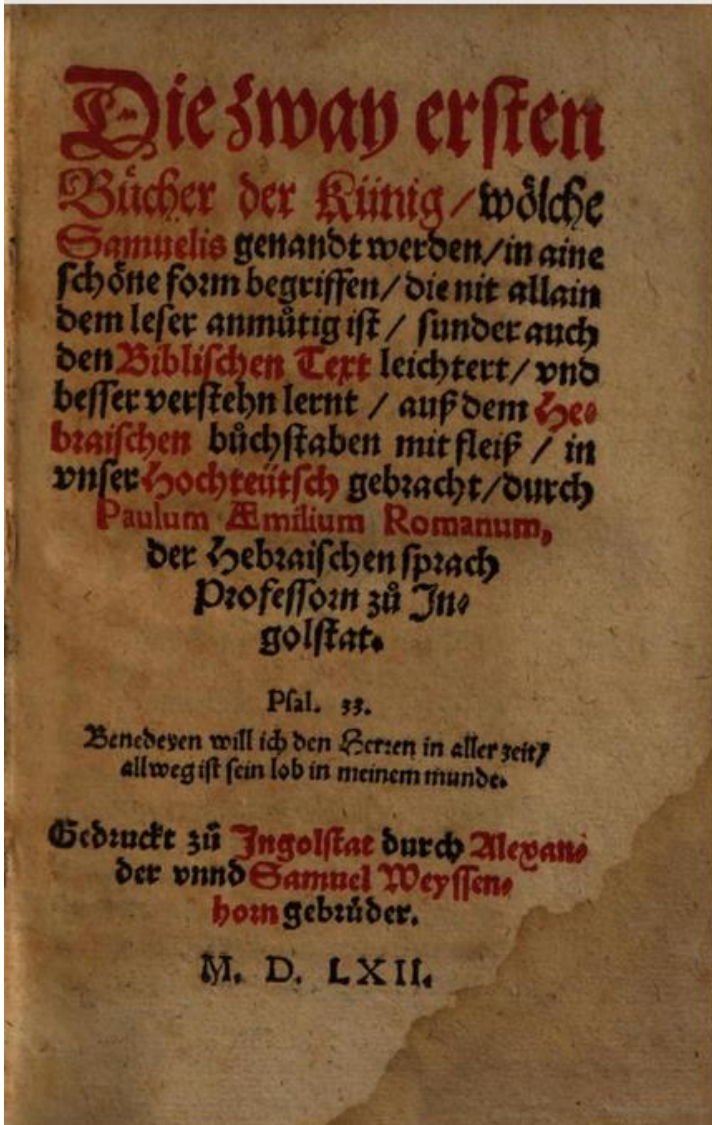 Die zway ersten
Bücher der Künig / wölche
Samuelis genandt werden / in aine
schöne form begriffen / die nit allain
dem leser anmůtig ist / sunder auch
den Biblischen Text leichtert / vnd
besser verstehn lernt / auß dem He⸗
braischen bůchstaben mit fleiß / in
vnser Hochteütsch gebracht / durch
Paulum Æmilium Romanum,
der Hebraischen sprach
Professorn zů In⸗
golstat.
Psal. 33.
Benedeyen will ich den Herren in aller zeit /
allweg ist sein lob in meinem munde.
Gedruckt zů Ingolstat durch Alexan⸗
der vnnd Samuel Weyssen⸗
horn gebrůder.
M. D. LXII.